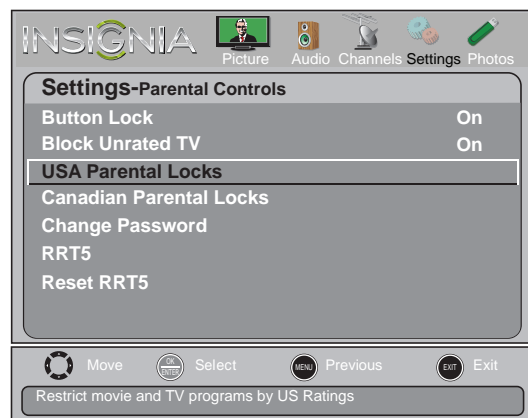 INSIGNIA
Picture Audio Channels Settings Photos
Settings-Parental Controls
Button Lock On
Block Unrated TV On
USA Parental Locks
Canadian Parental Locks
Change Password
RRT5
Reset RRT5
Move OK ENTER Select MENU Previous EXIT Exit
Restrict movie and TV programs by US Ratings